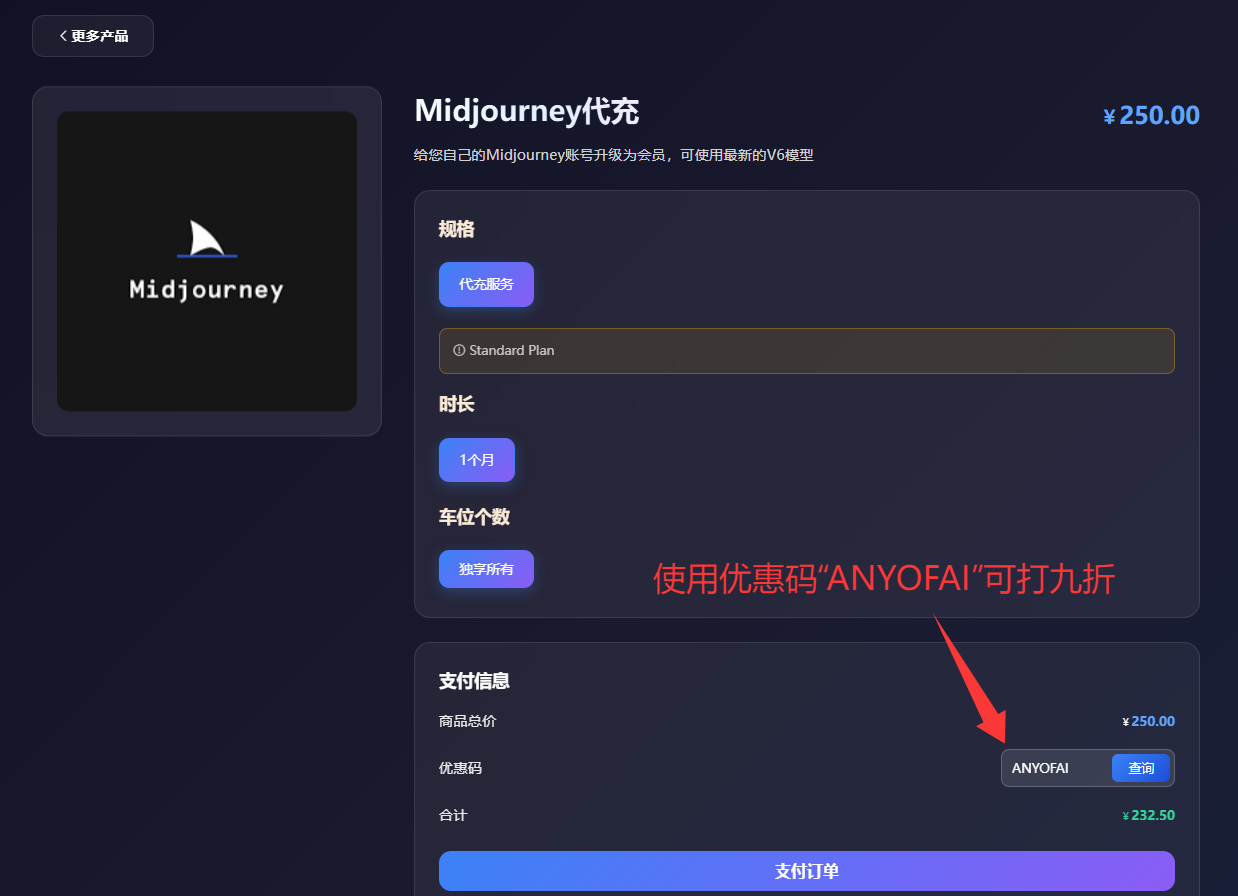 更多产品
Midjourney
Midjourney代充
¥250.00
给您自己的Midjourney账号升级为会员，可使用最新的V6模型
规格
代充服务
Standard Plan
时长
1个月
车位个数
独享所有
使用优惠码“ANYOFAI”可打九折
支付信息
商品总价 ¥250.00
优惠码 ANYOFAI 查询
合计 ¥232.50
支付订单